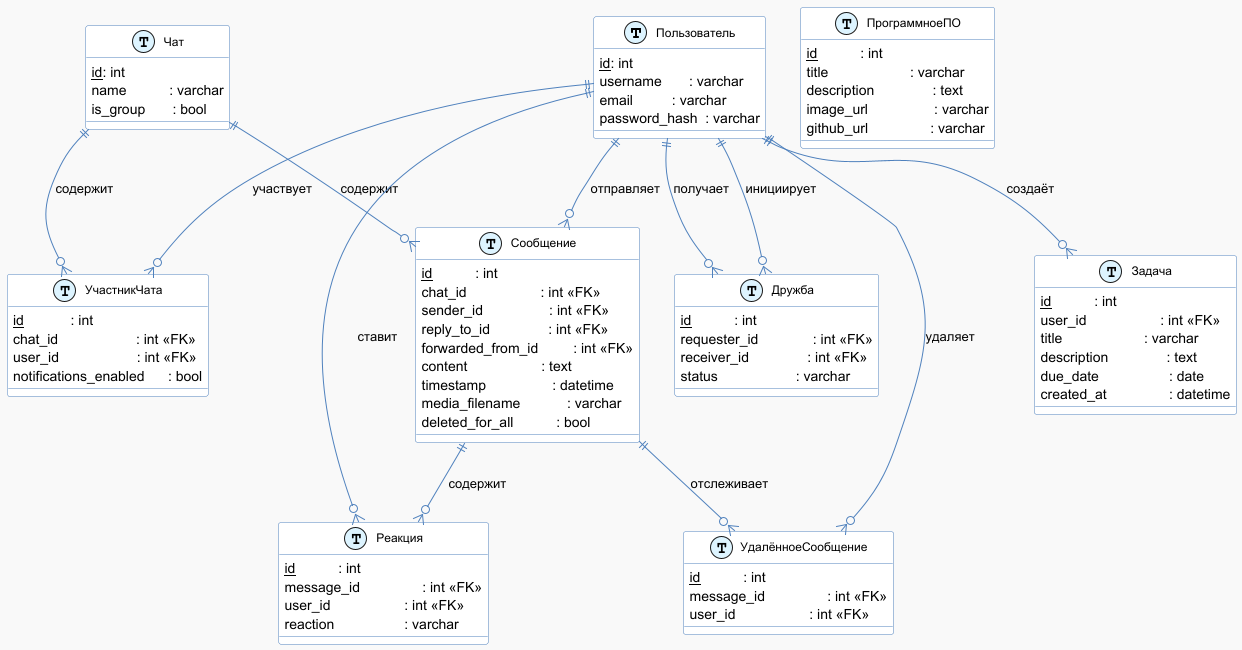 T Чат
id: int
name : varchar
is_group : bool
T Пользователь
id: int
username : varchar
email : varchar
password_hash : varchar
T ПрограммноеПО
id : int
title : varchar
description : text
image_url : varchar
github_url : varchar
содержит
участвует
содержит
отправляет
получает
инициирует
создаёт
T УчастникЧата
id : int
chat_id : int «FK»
user_id : int «FK»
notifications_enabled : bool
T Сообщение
id : int
chat_id : int «FK»
sender_id : int «FK»
reply_to_id : int «FK»
forwarded_from_id : int «FK»
content : text
timestamp : datetime
media_filename : varchar
deleted_for_all : bool
T Дружба
id : int
requester_id : int «FK»
receiver_id : int «FK»
status : varchar
T Задача
id : int
user_id : int «FK»
title : varchar
description : text
due_date : date
created_at : datetime
ставит
удаляет
содержит
отслеживает
T Реакция
id : int
message_id : int «FK»
user_id : int «FK»
reaction : varchar
T УдалённоеСообщение
id : int
message_id : int «FK»
user_id : int «FK»